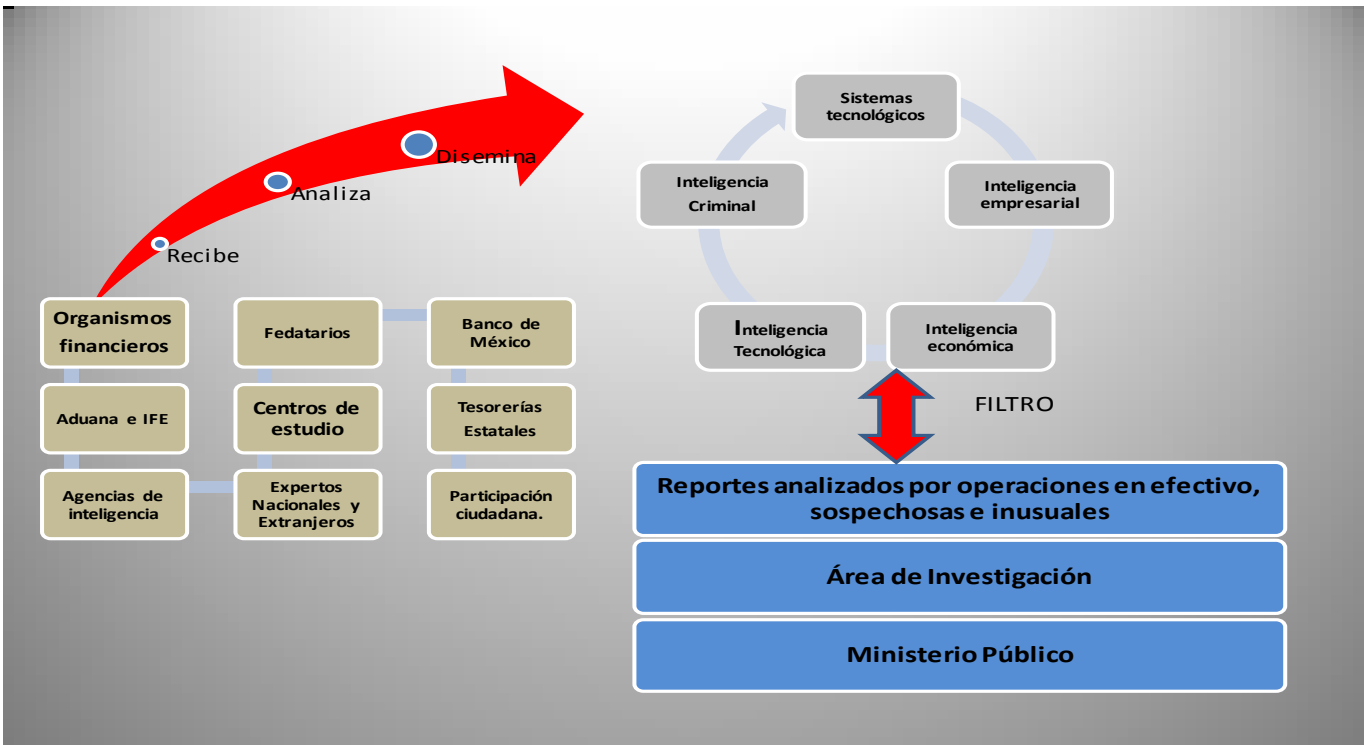 Disemina
Analiza
Recibe
Organismos
financieros
Aduana e IFE
Agencias de
inteligencia
Fedatarios
Centros de
estudio
Expertos
Nacionales y
Extranjeros
Banco de
México
Tesorerías
Estatales
Participación
ciudadana.
Sistemas
tecnológicos
Inteligencia
empresarial
Inteligencia
económica
Inteligencia
Tecnológica
Inteligencia
Criminal
FILTRO
Reportes analizados por operaciones en efectivo,
sospechosas e inusuales
Área de Investigación
Ministerio Público